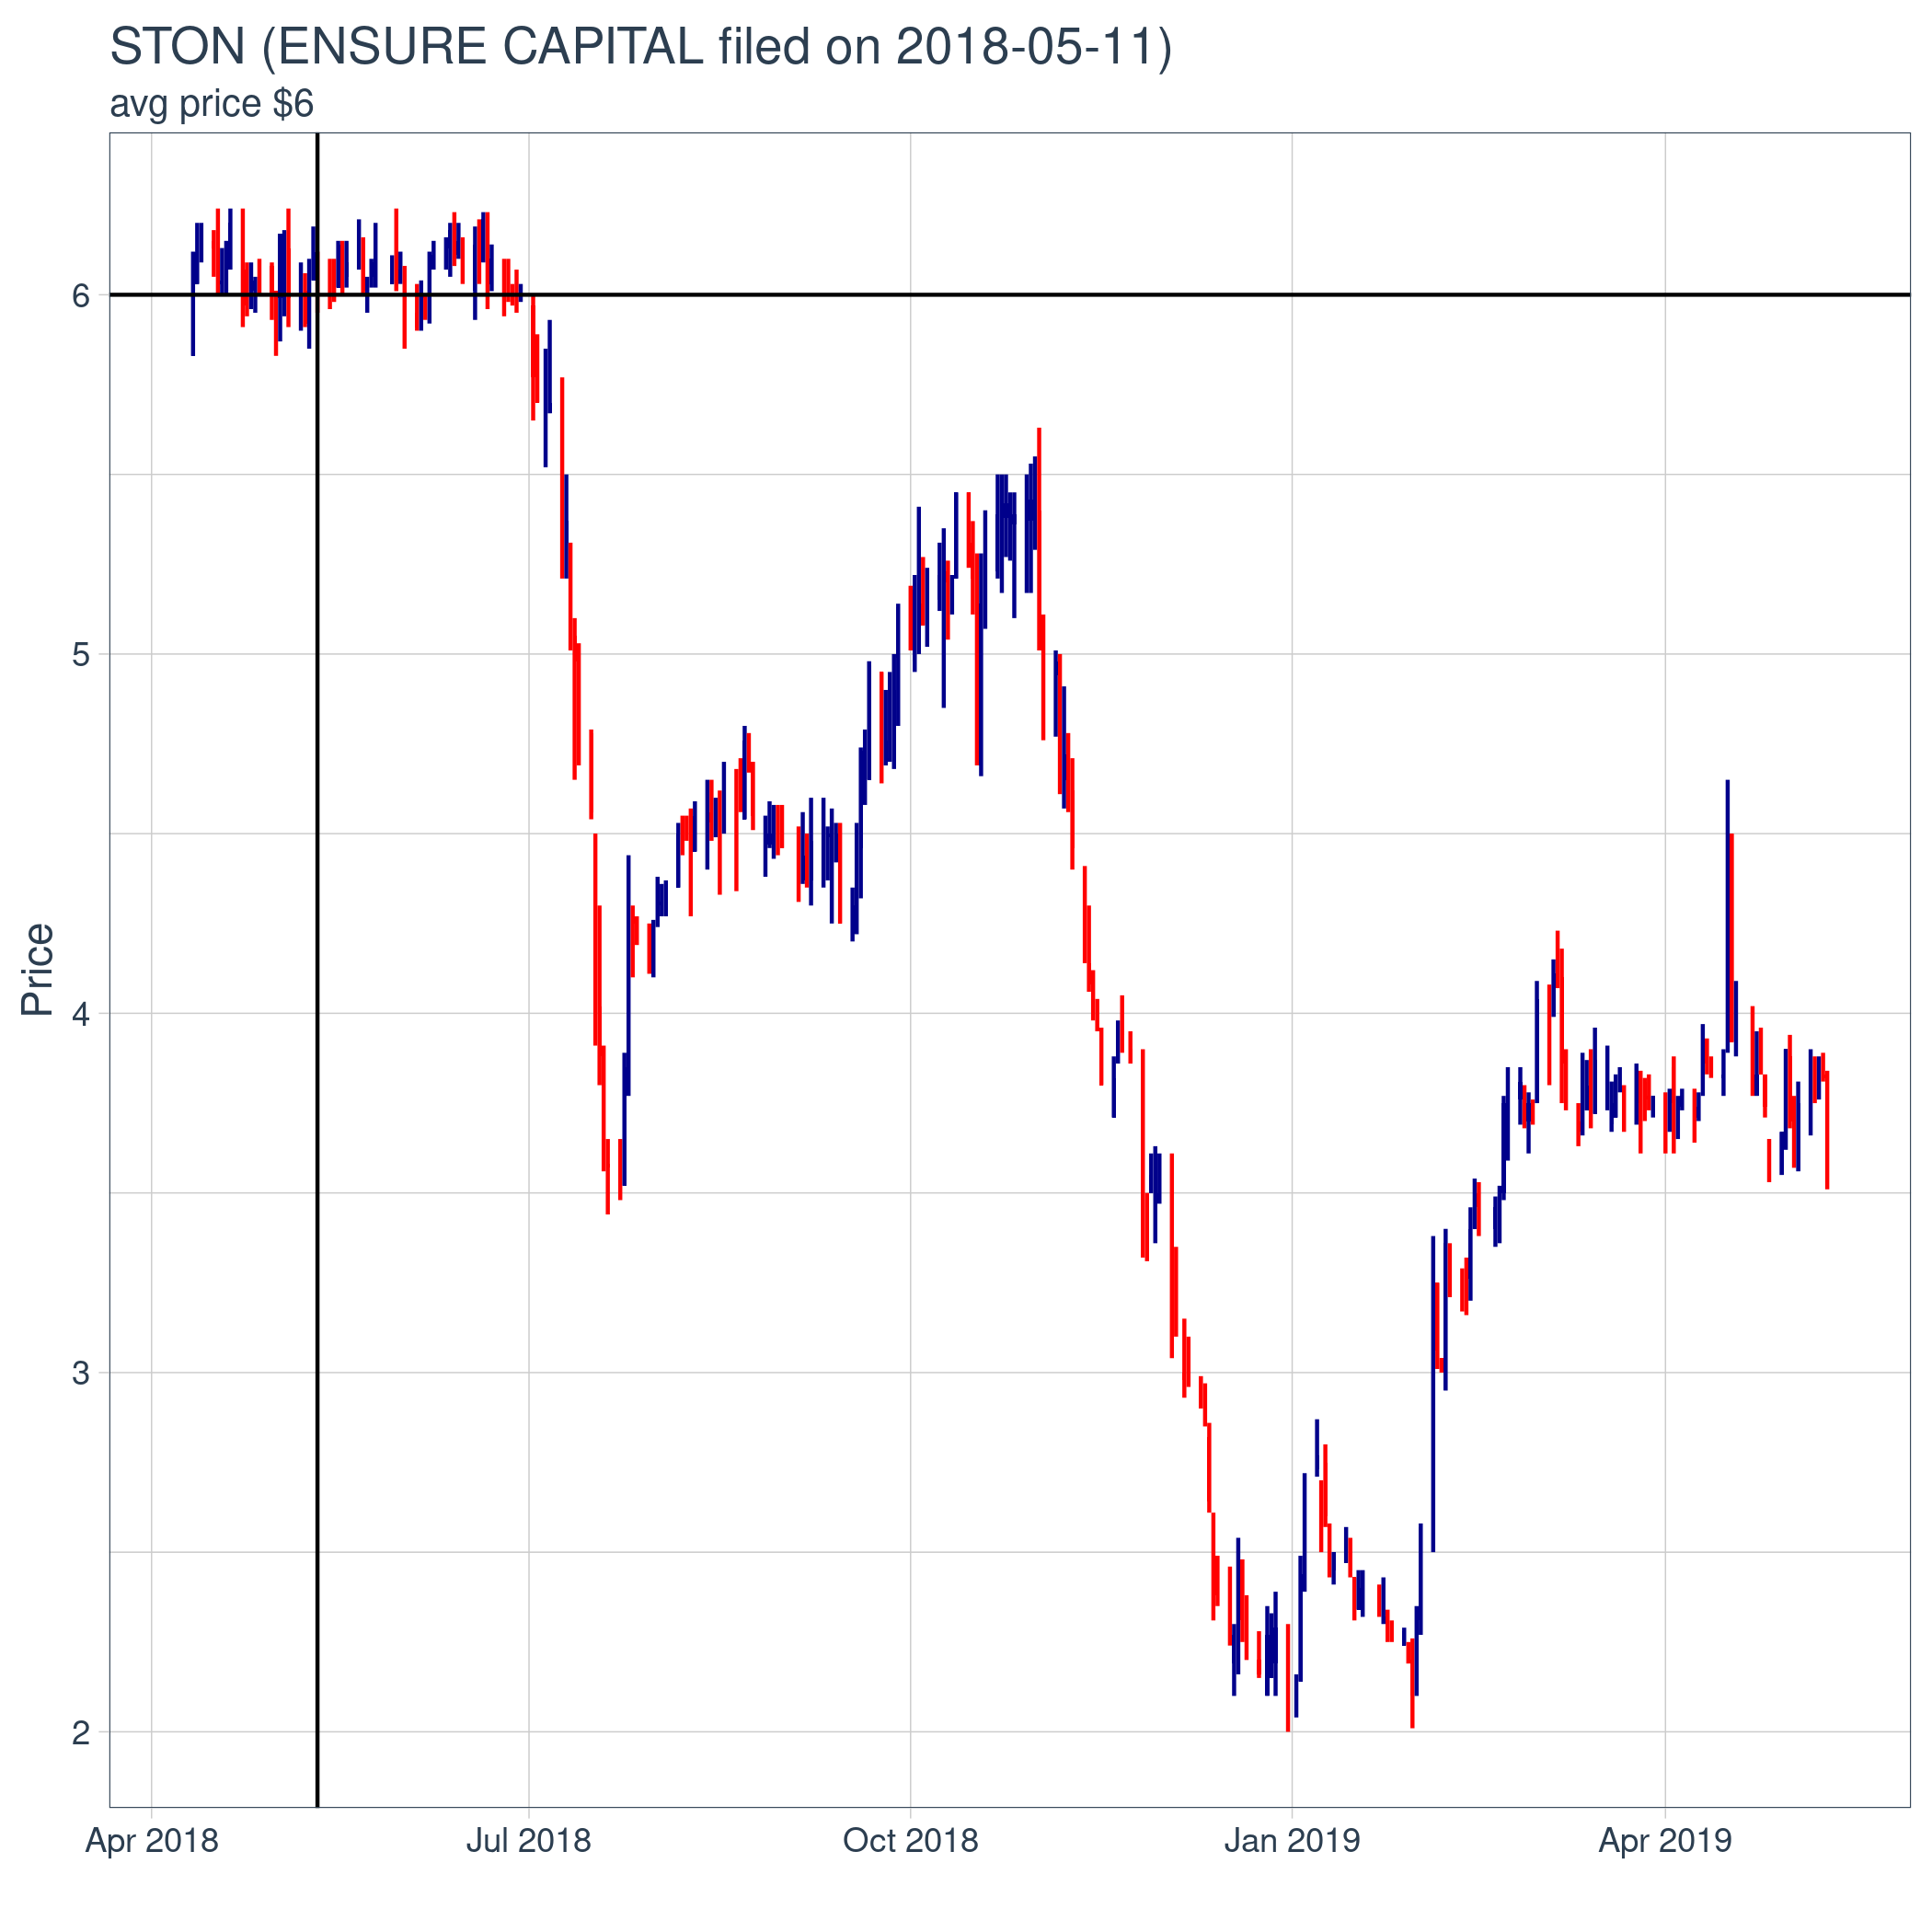 STON (ENSURE CAPITAL filed on 2018-05-11)
avg price $6
Price
6
5
4
3
2
Apr 2018
Jul 2018
Oct 2018
Jan 2019
Apr 2019